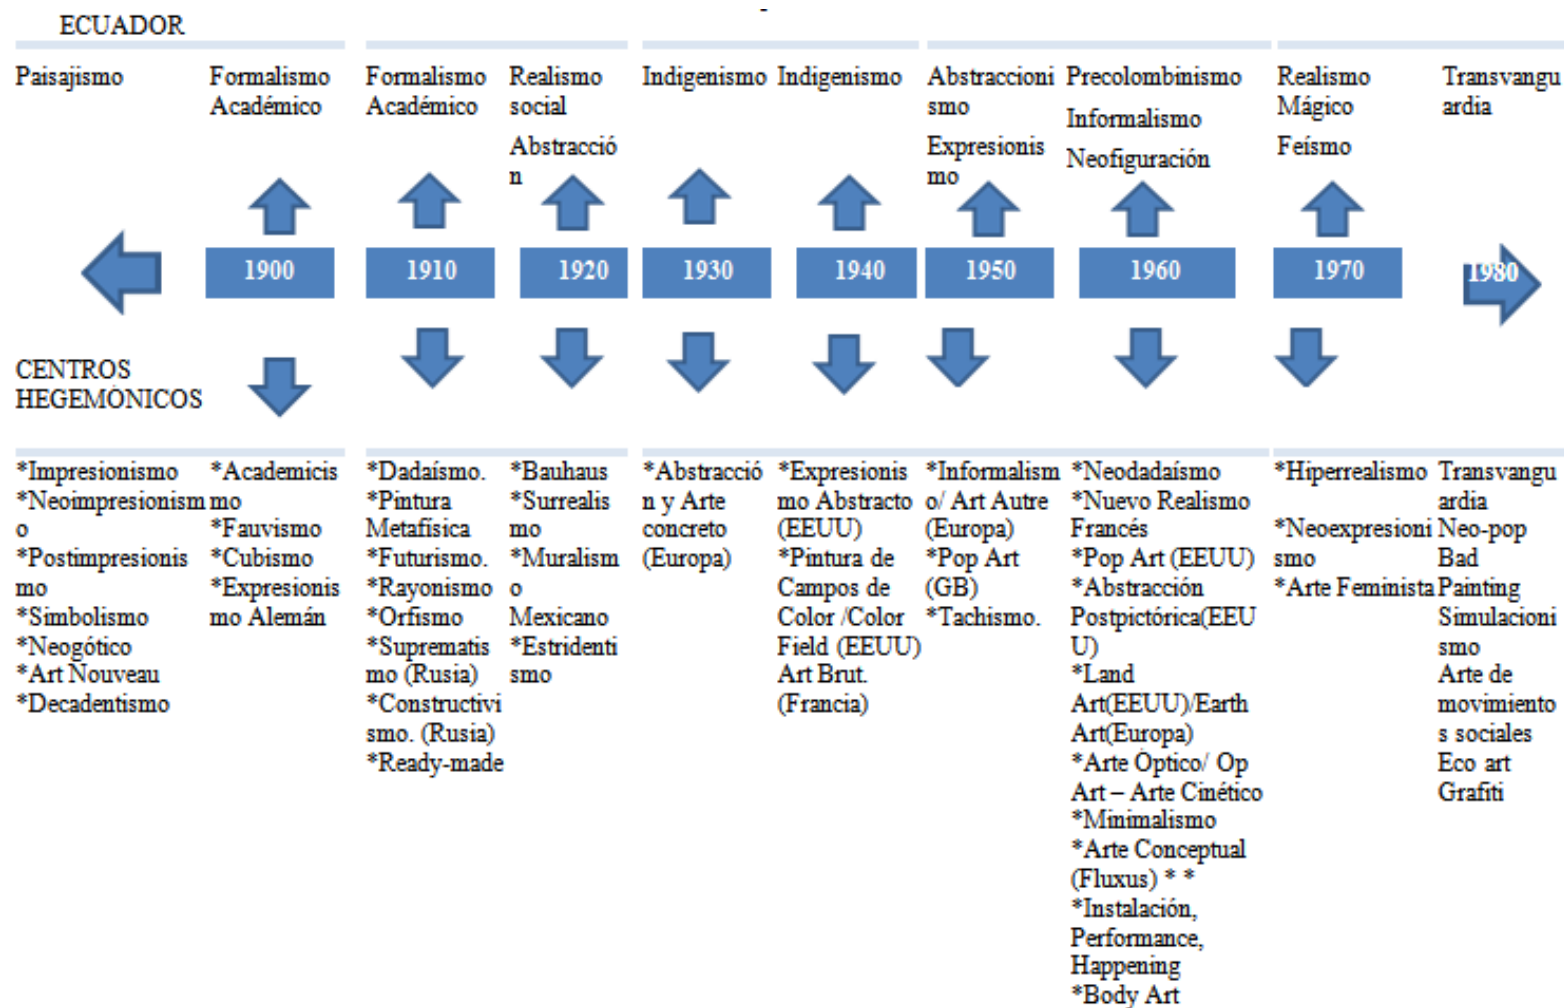 ECUADOR
Paisajismo
Formalismo
Académico
Formalismo
Académico
Realismo
social
Abstracció
n
Indigenismo
Indigenismo
Abstraccioni
smo
Expresionis
mo
Precolombinismo
Informalismo
Neofiguración
Realismo
Mágico
Feísmo
Transvangu
ardia
1900
1910
1920
1930
1940
1950
1960
1970
1980
CENTROS
HEGEMÓNICOS
*Impresionismo
*Neoimpresionism
o
*Postimpresionis
mo
*Simbolismo
*Neogótico
*Art Nouveau
*Decadentismo
*Academicis
mo
*Fauvismo
*Cubismo
*Expresionis
mo Alemán
*Dadaísmo.
*Pintura
Metafísica
*Futurismo.
*Rayonismo
*Orfismo
*Suprematis
mo (Rusia)
*Constructivi
smo. (Rusia)
*Ready-made
*Bauhaus
*Surrealis
mo
*Muralism
o
Mexicano
*Estridenti
smo
*Abstracció
n y Arte
concreto
(Europa)
*Expresionis
mo Abstracto
(EEUU)
*Pintura de
Campos de
Color /Color
Field (EEUU)
Art Brut.
(Francia)
*Informalism
o/ Art Autre
(Europa)
*Pop Art
(GB)
*Tachismo.
*Neodadaísmo
*Nuevo Realismo
Francés
*Pop Art (EEUU)
*Abstracción
Postpictórica(EEU
U)
*Land
Art(EEUU)/Earth
Art(Europa)
*Arte Óptico/ Op
Art – Arte Cinético
*Minimalismo
*Arte Conceptual
(Fluxus) * *
*Instalación,
Performance,
Happening
*Body Art
*Hiperrealismo
*Neoexpresioni
smo
*Arte Feminista
Transvangu
ardia
Neo-pop
Bad
Painting
Simulacioni
smo
Arte de
movimiento
s sociales
Eco art
Grafiti